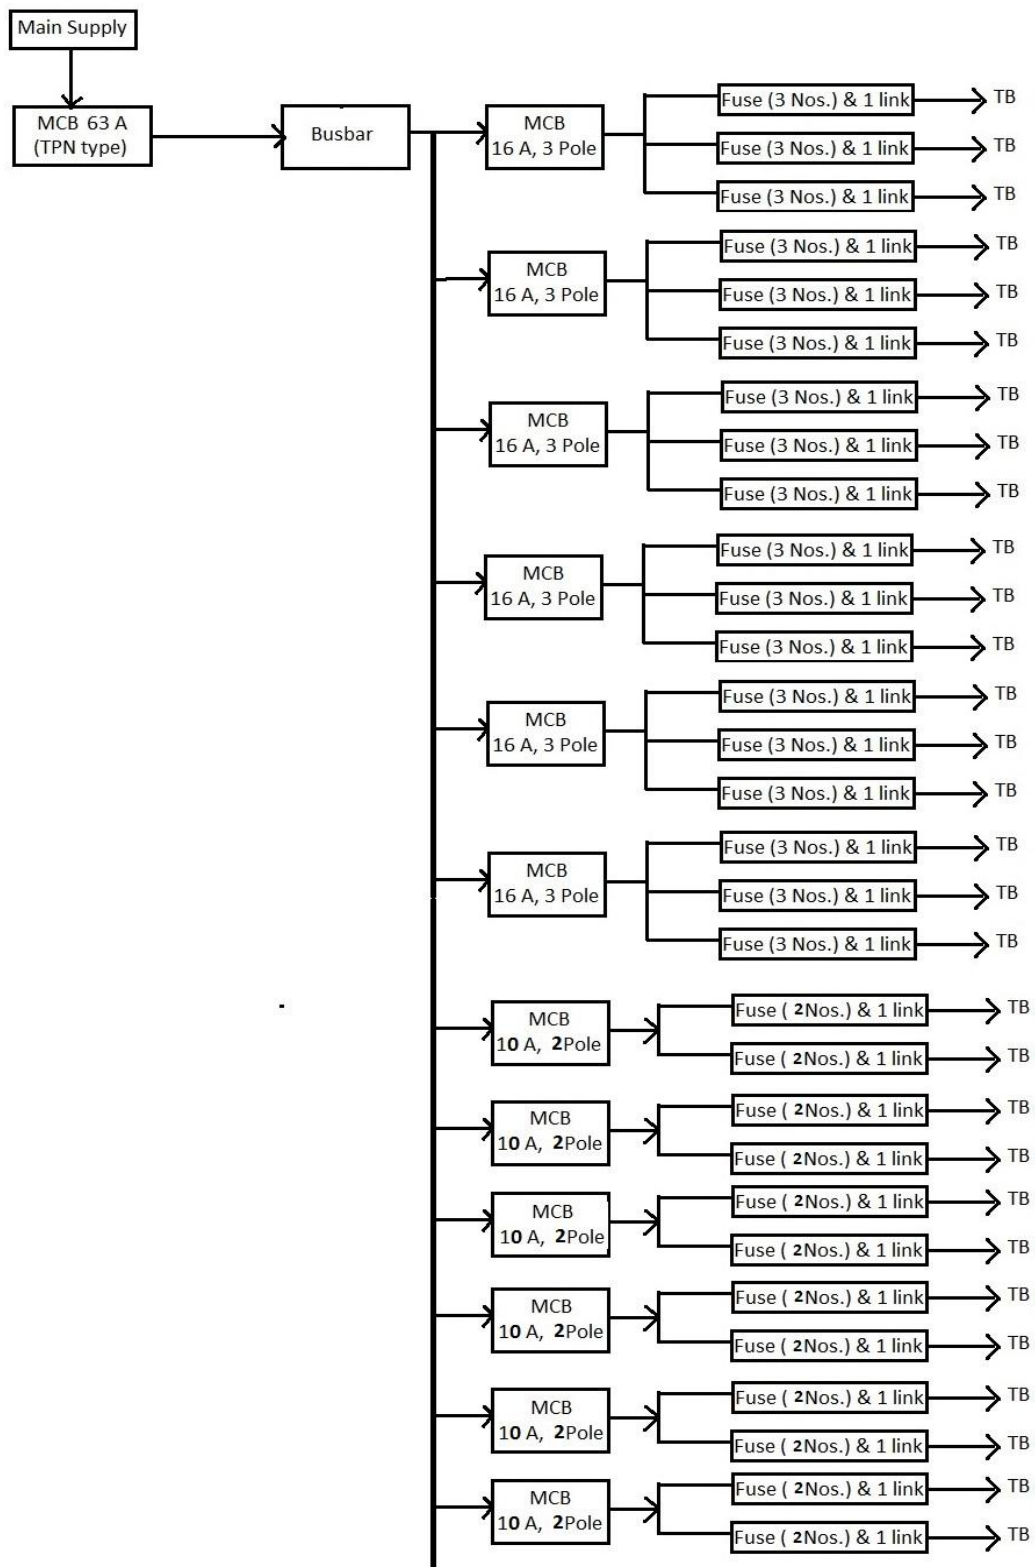 Main Supply
MCB 63 A
(TPN type)
Busbar
MCB
16 A, 3 Pole
Fuse (3 Nos.) & 1 link
TB
Fuse (3 Nos.) & 1 link
TB
Fuse (3 Nos.) & 1 link
TB
MCB
16 A, 3 Pole
Fuse (3 Nos.) & 1 link
TB
Fuse (3 Nos.) & 1 link
TB
Fuse (3 Nos.) & 1 link
TB
MCB
16 A, 3 Pole
Fuse (3 Nos.) & 1 link
TB
Fuse (3 Nos.) & 1 link
TB
Fuse (3 Nos.) & 1 link
TB
MCB
16 A, 3 Pole
Fuse (3 Nos.) & 1 link
TB
Fuse (3 Nos.) & 1 link
TB
Fuse (3 Nos.) & 1 link
TB
MCB
16 A, 3 Pole
Fuse (3 Nos.) & 1 link
TB
Fuse (3 Nos.) & 1 link
TB
Fuse (3 Nos.) & 1 link
TB
MCB
16 A, 3 Pole
Fuse (3 Nos.) & 1 link
TB
Fuse (3 Nos.) & 1 link
TB
Fuse (3 Nos.) & 1 link
TB
MCB
10 A, 2Pole
Fuse ( 2Nos.) & 1 link
TB
Fuse ( 2Nos.) & 1 link
TB
MCB
10 A, 2Pole
Fuse ( 2Nos.) & 1 link
TB
Fuse ( 2Nos.) & 1 link
TB
MCB
10 A, 2Pole
Fuse ( 2Nos.) & 1 link
TB
Fuse ( 2Nos.) & 1 link
TB
MCB
10 A, 2Pole
Fuse ( 2Nos.) & 1 link
TB
Fuse ( 2Nos.) & 1 link
TB
MCB
10 A, 2Pole
Fuse ( 2Nos.) & 1 link
TB
Fuse ( 2Nos.) & 1 link
TB
MCB
10 A, 2Pole
Fuse ( 2Nos.) & 1 link
TB
Fuse ( 2Nos.) & 1 link
TB